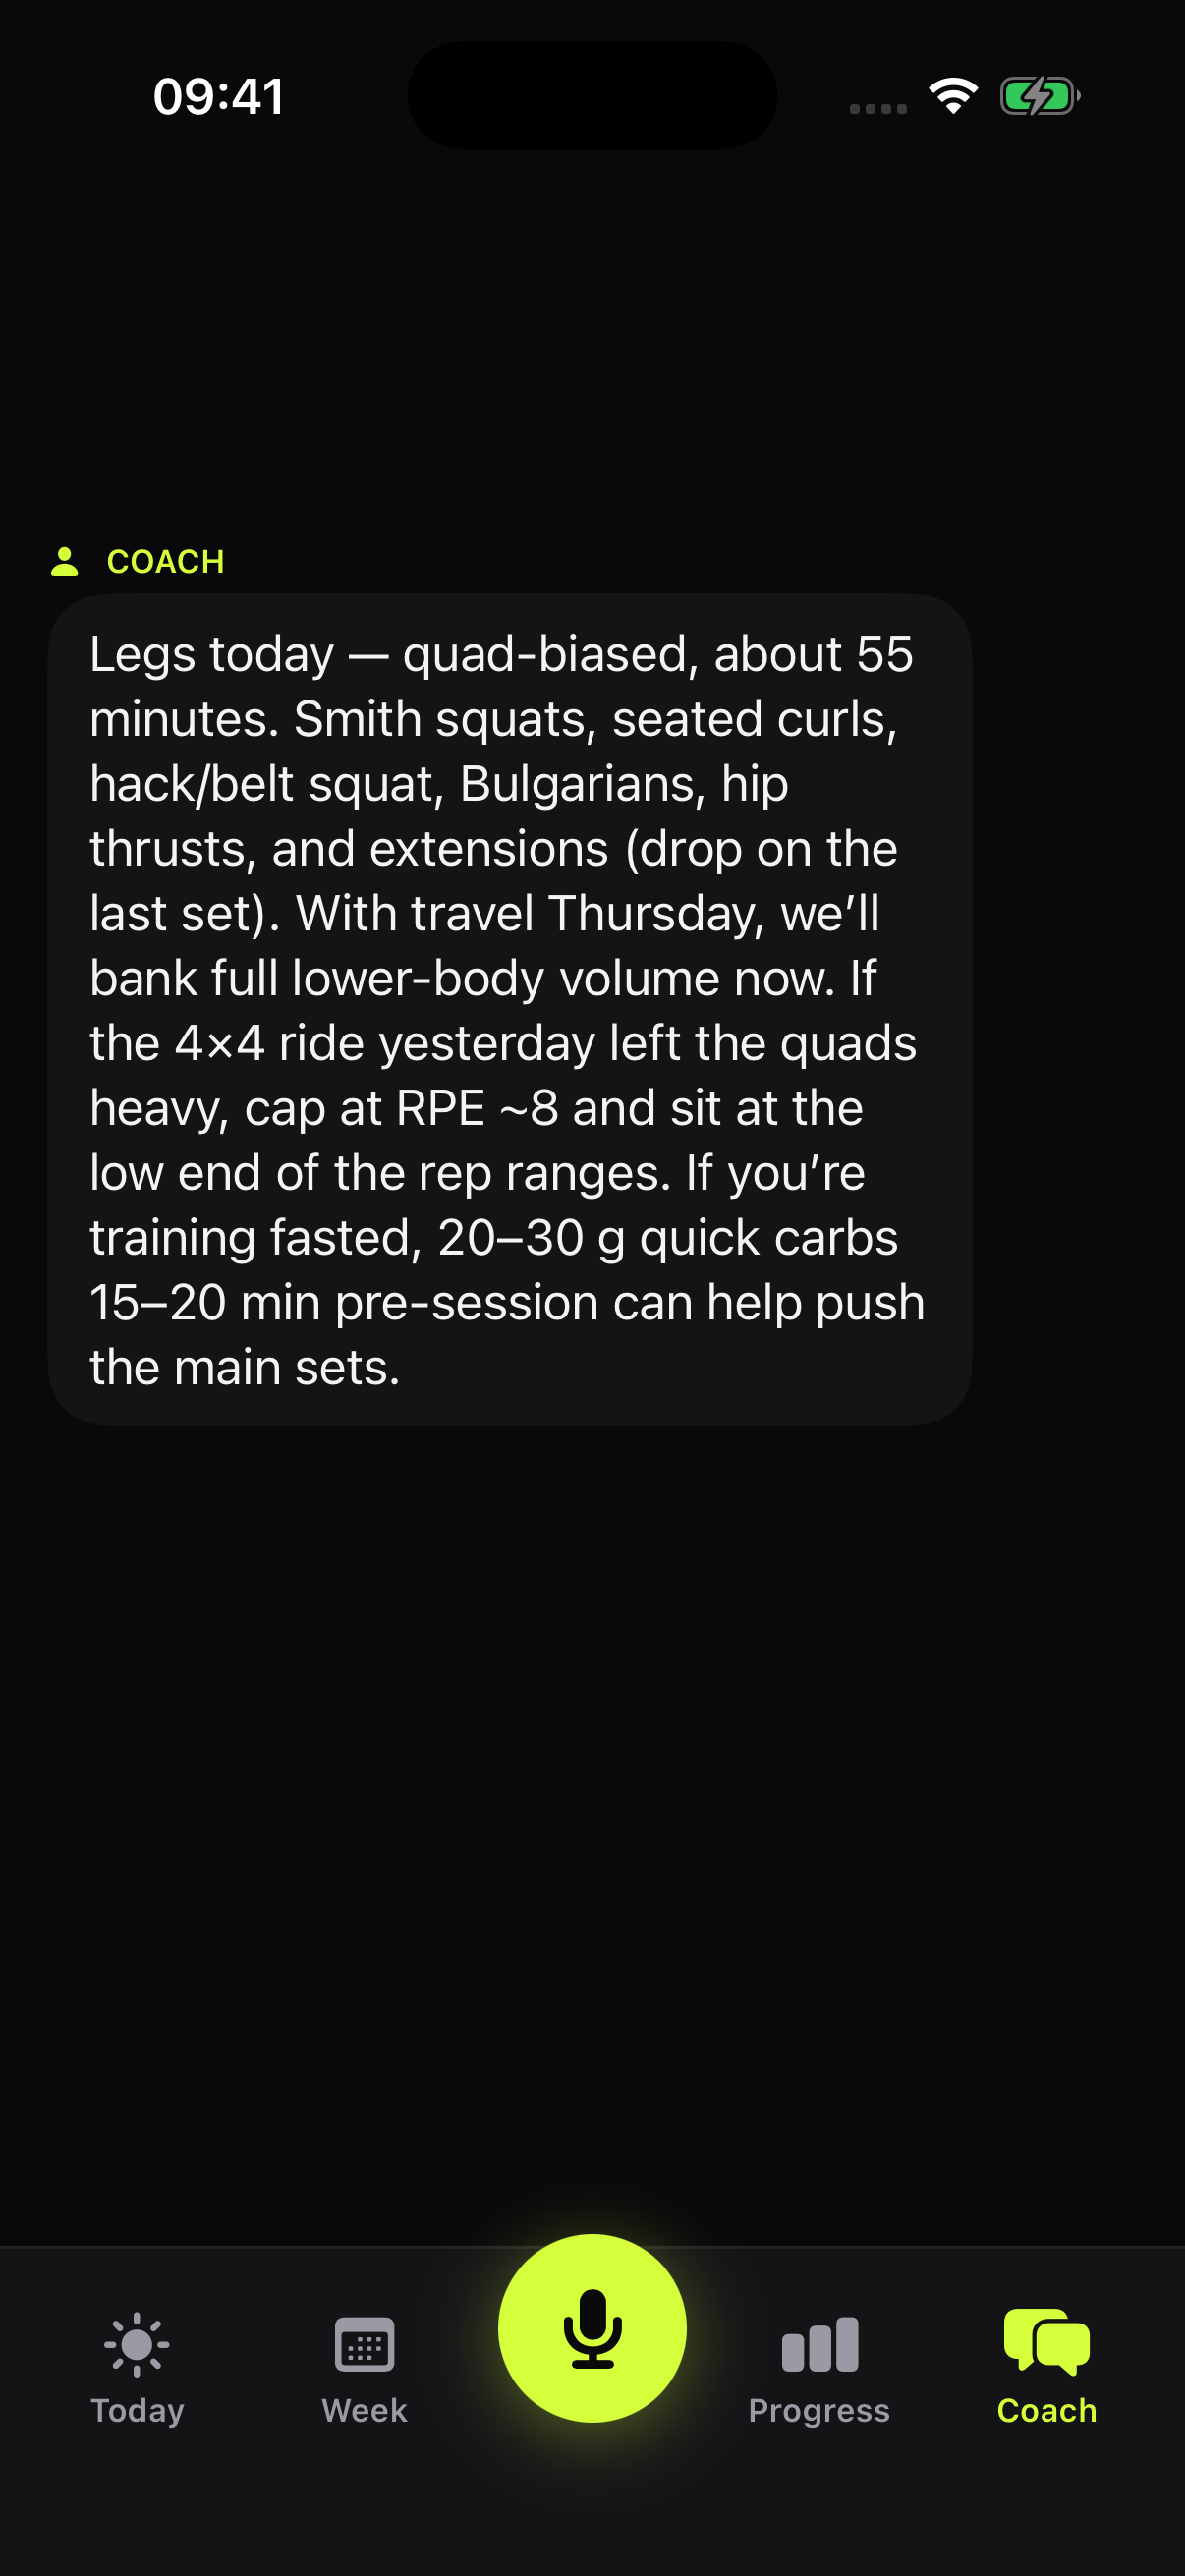 09:41
COACH
Legs today — quad-biased, about 55
minutes. Smith squats, seated curls,
hack/belt squat, Bulgarians, hip
thrusts, and extensions (drop on the
last set). With travel Thursday, we’ll
bank full lower-body volume now. If
the 4×4 ride yesterday left the quads
heavy, cap at RPE ~8 and sit at the
low end of the rep ranges. If you’re
training fasted, 20–30 g quick carbs
15–20 min pre-session can help push
the main sets.
Today
Week
Progress
Coach